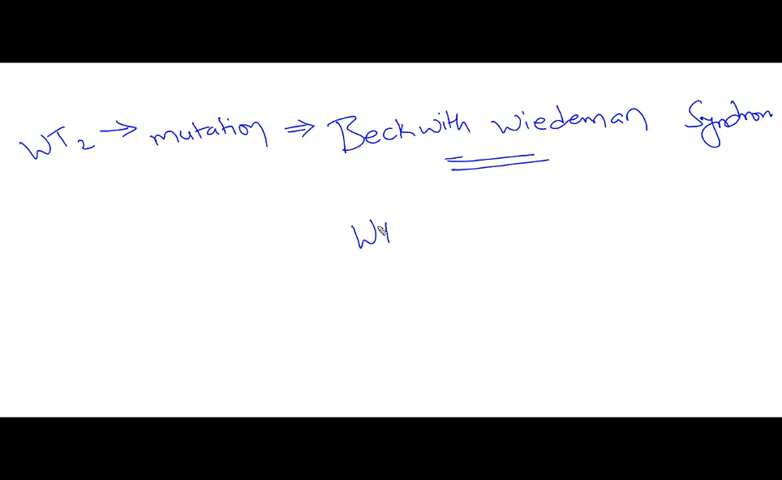 WT2 → mutation ⇒ Beckwith Wiedeman Syndrom
W